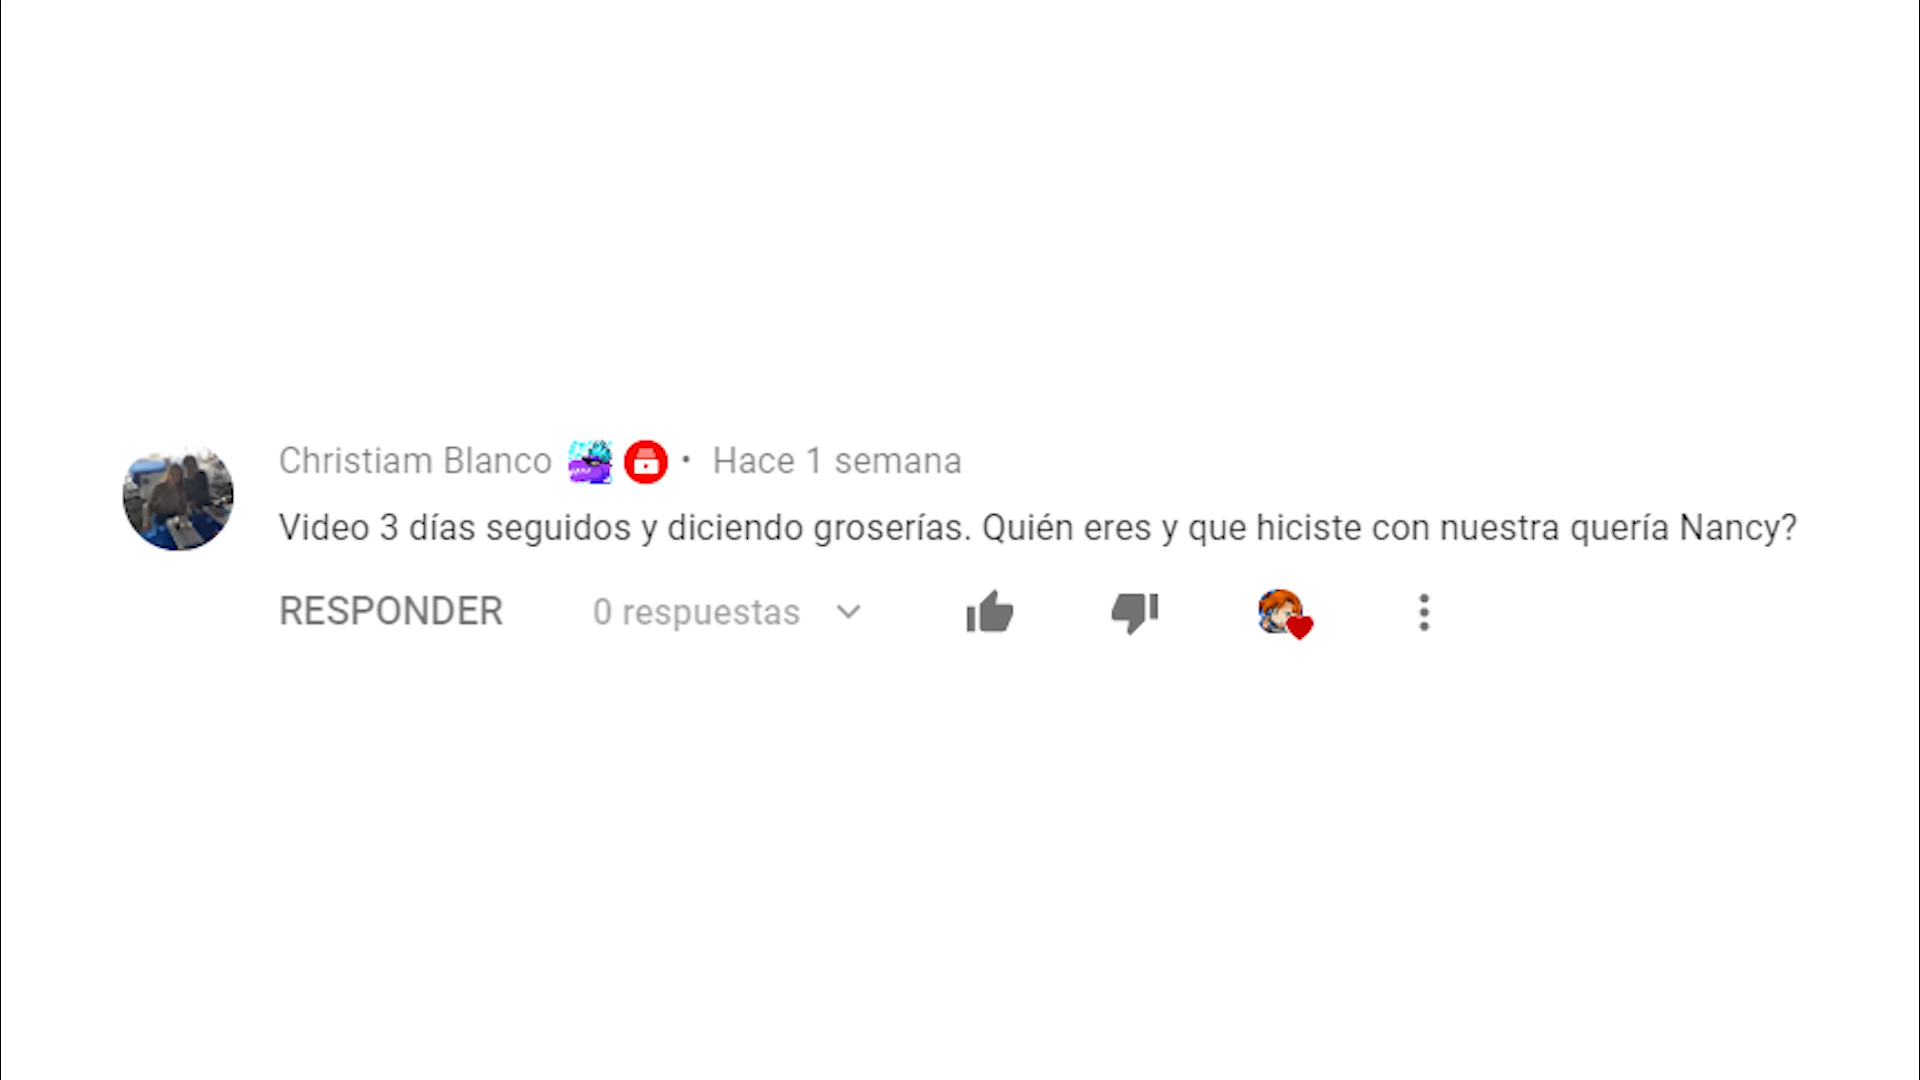 Christiam Blanco • Hace 1 semana
Video 3 días seguidos y diciendo groserías. Quién eres y que hiciste con nuestra quería Nancy?
RESPONDER 0 respuestas